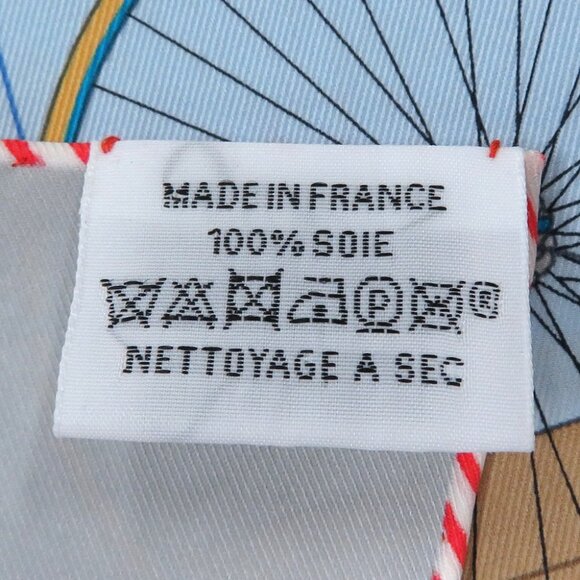 MADE IN FRANCE
100% SOIE
P ®
NETTOYAGE A SEC